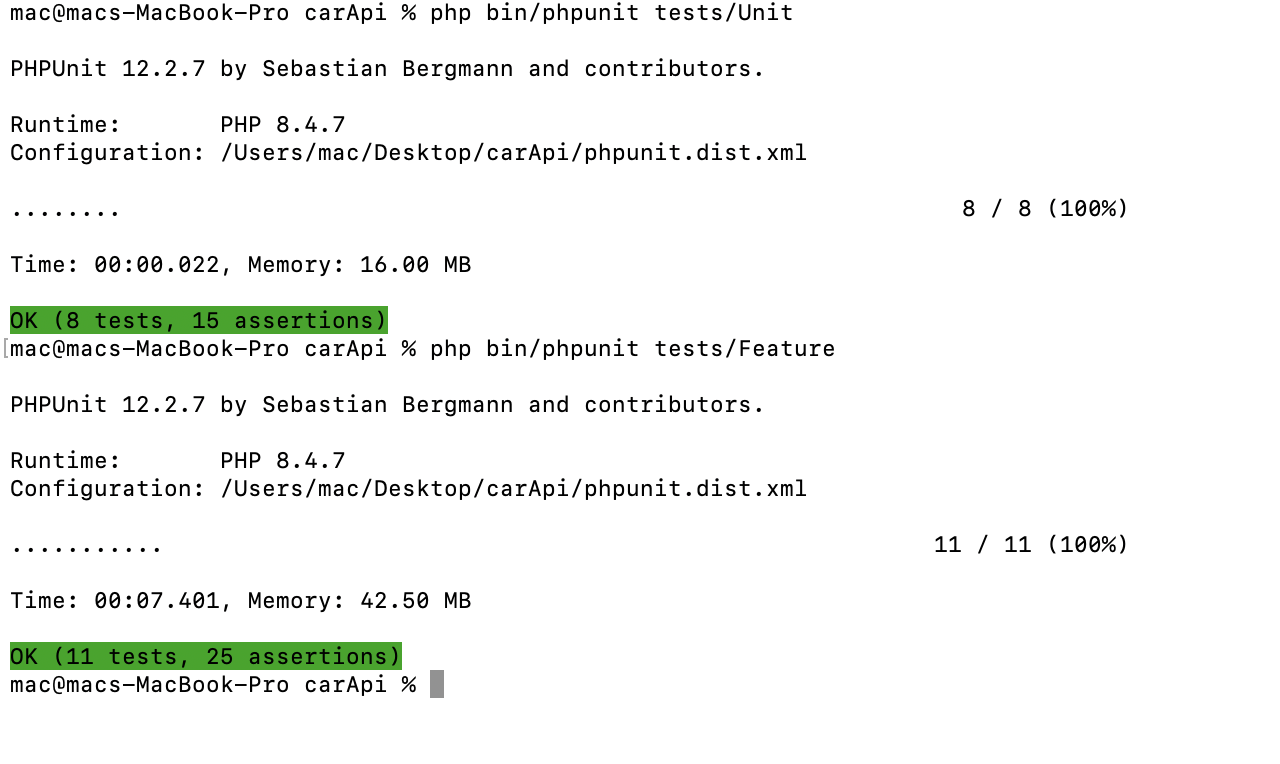 mac@macs-MacBook-Pro carApi % php bin/phpunit tests/Unit
PHPUnit 12.2.7 by Sebastian Bergmann and contributors.
Runtime:       PHP 8.4.7
Configuration: /Users/mac/Desktop/carApi/phpunit.dist.xml
........                                                            8 / 8 (100%)
Time: 00:00.022, Memory: 16.00 MB
OK (8 tests, 15 assertions)
[mac@macs-MacBook-Pro carApi % php bin/phpunit tests/Feature
PHPUnit 12.2.7 by Sebastian Bergmann and contributors.
Runtime:       PHP 8.4.7
Configuration: /Users/mac/Desktop/carApi/phpunit.dist.xml
...........                                                       11 / 11 (100%)
Time: 00:07.401, Memory: 42.50 MB
OK (11 tests, 25 assertions)
mac@macs-MacBook-Pro carApi %